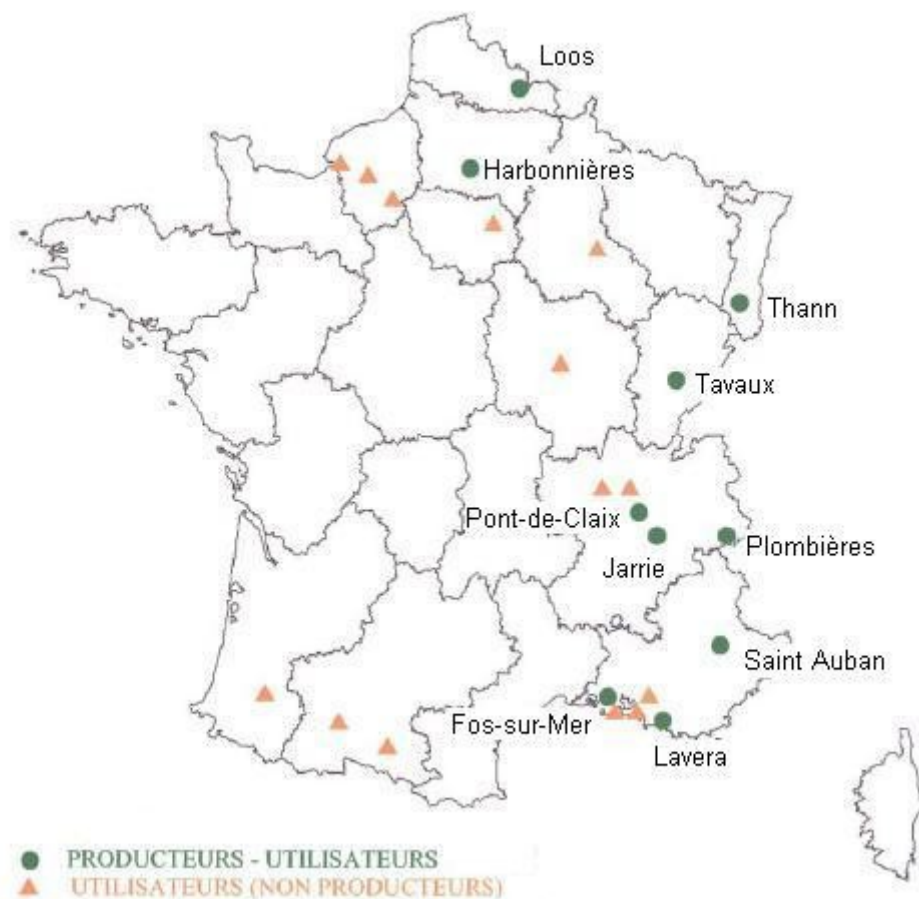 Loos
Harbonnières
Thann
Tavaux
Pont-de-Claix
Jarrie
Plombières
Saint Auban
Fos-sur-Mer
Lavera
PRODUCTEURS - UTILISATEURS
UTILISATEURS (NON PRODUCTEURS)